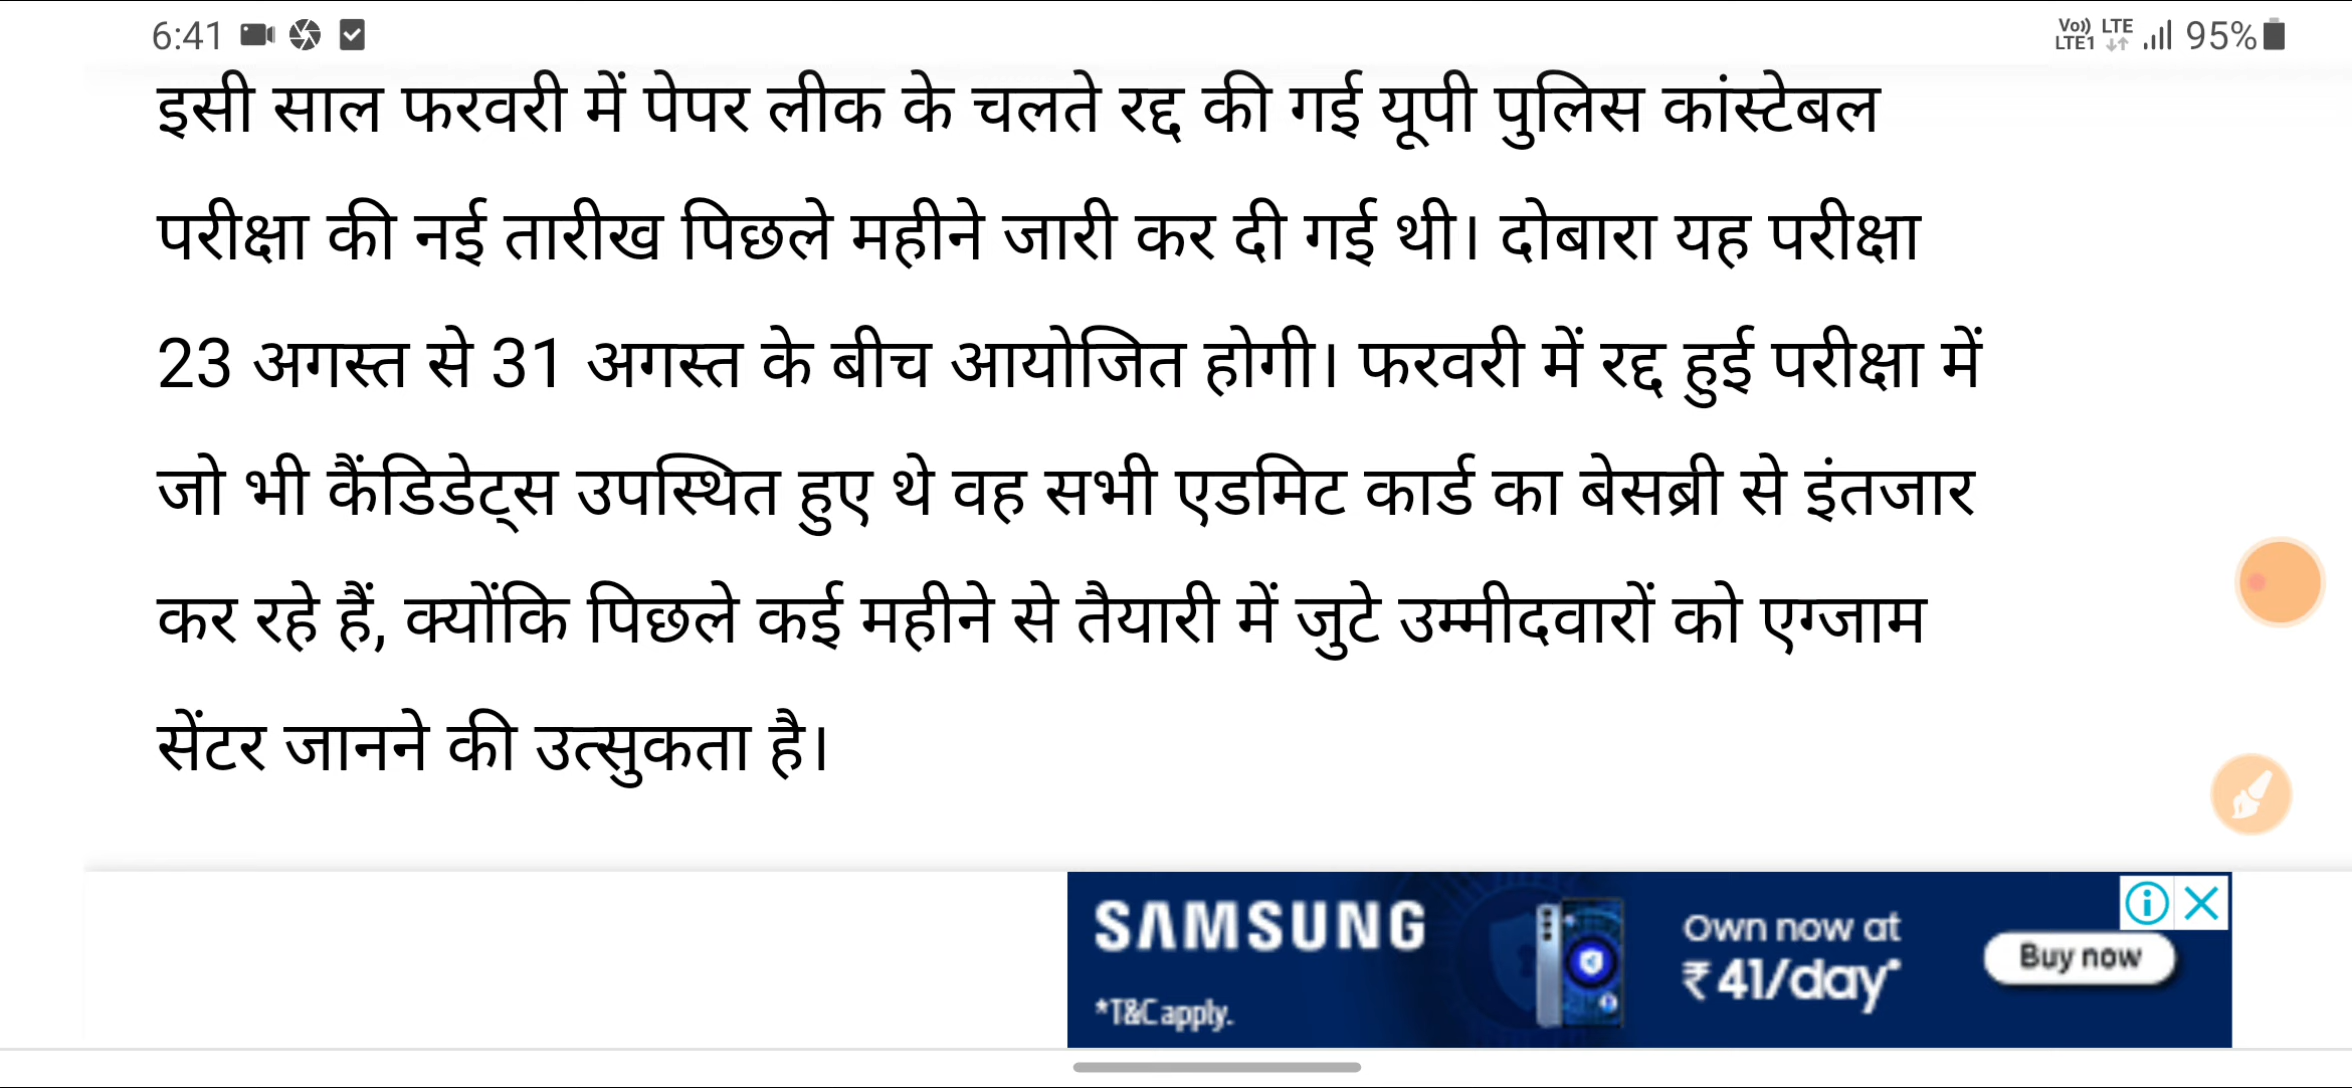 6:41
Vo)) LTE
LTE1
95%
इसी साल फरवरी में पेपर लीक के चलते रद्द की गई यूपी पुलिस कांस्टेबल
परीक्षा की नई तारीख पिछले महीने जारी कर दी गई थी। दोबारा यह परीक्षा
23 अगस्त से 31 अगस्त के बीच आयोजित होगी। फरवरी में रद्द हुई परीक्षा में
जो भी कैंडिडेट्स उपस्थित हुए थे वह सभी एडमिट कार्ड का बेसब्री से इंतजार
कर रहे हैं, क्योंकि पिछले कई महीने से तैयारी में जुटे उम्मीदवारों को एग्जाम
सेंटर जानने की उत्सुकता है।
SAMSUNG
*T&C apply.
Own now at
₹41/day*
Buy now